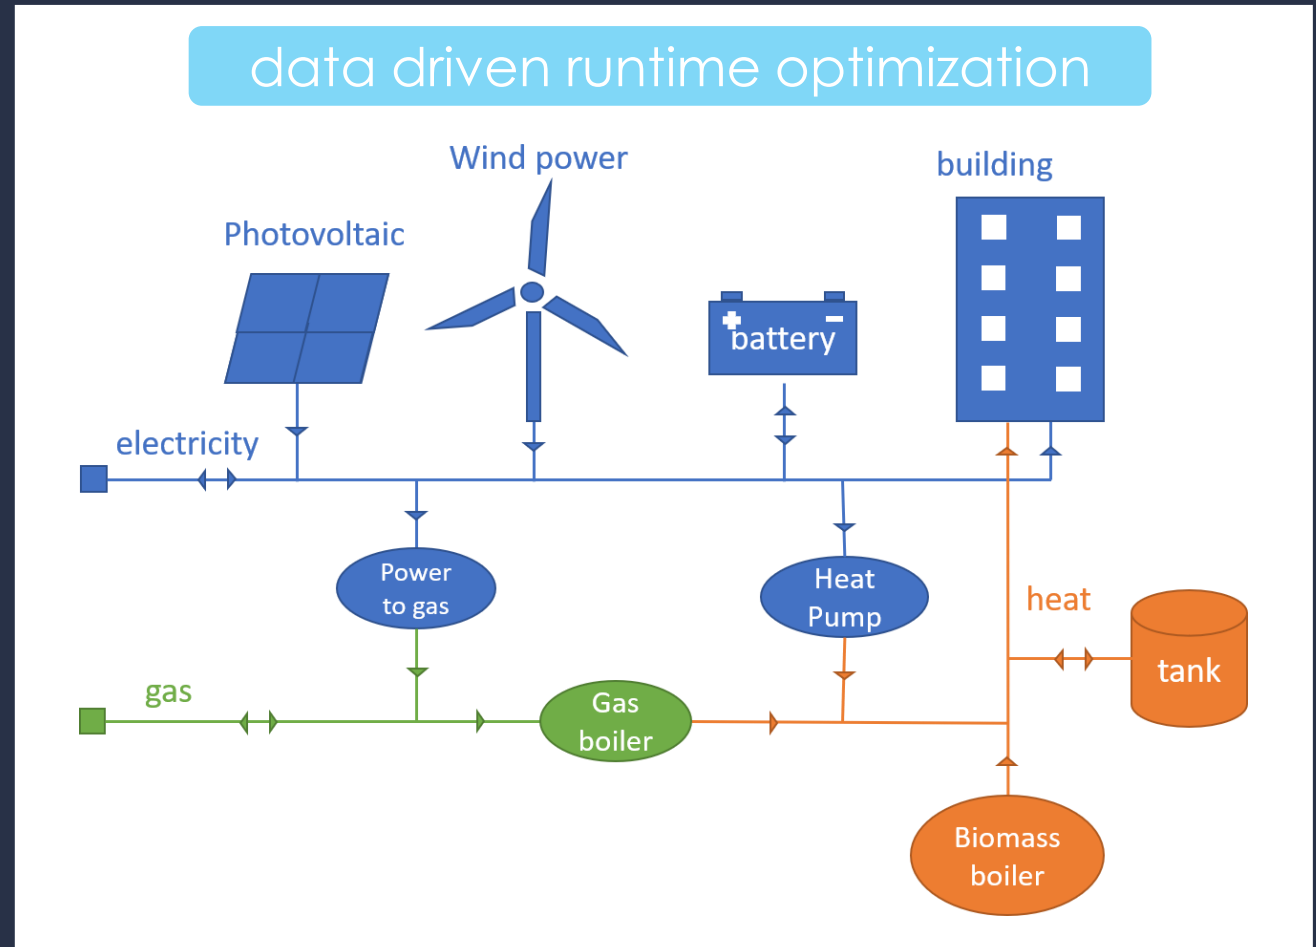 data driven runtime optimization
Wind power
building
Photovoltaic
battery
electricity
Power
to gas
Heat
Pump
heat
tank
gas
Gas
boiler
Biomass
boiler